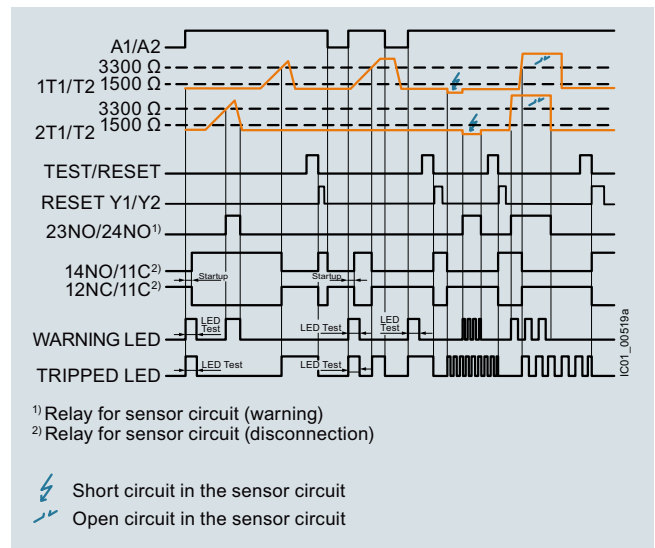 A1/A2
3300 Ω
1T1/T2 1500 Ω
3300 Ω
2T1/T2 1500 Ω
TEST/RESET
RESET Y1/Y2
23NO/24NO1)
14NO/11C2) Startup Startup
12NC/11C2)
WARNING LED LED Test LED Test LED Test
TRIPPED LED LED Test LED Test
IC01_00519a
1) Relay for sensor circuit (warning)
2) Relay for sensor circuit (disconnection)
Short circuit in the sensor circuit
Open circuit in the sensor circuit